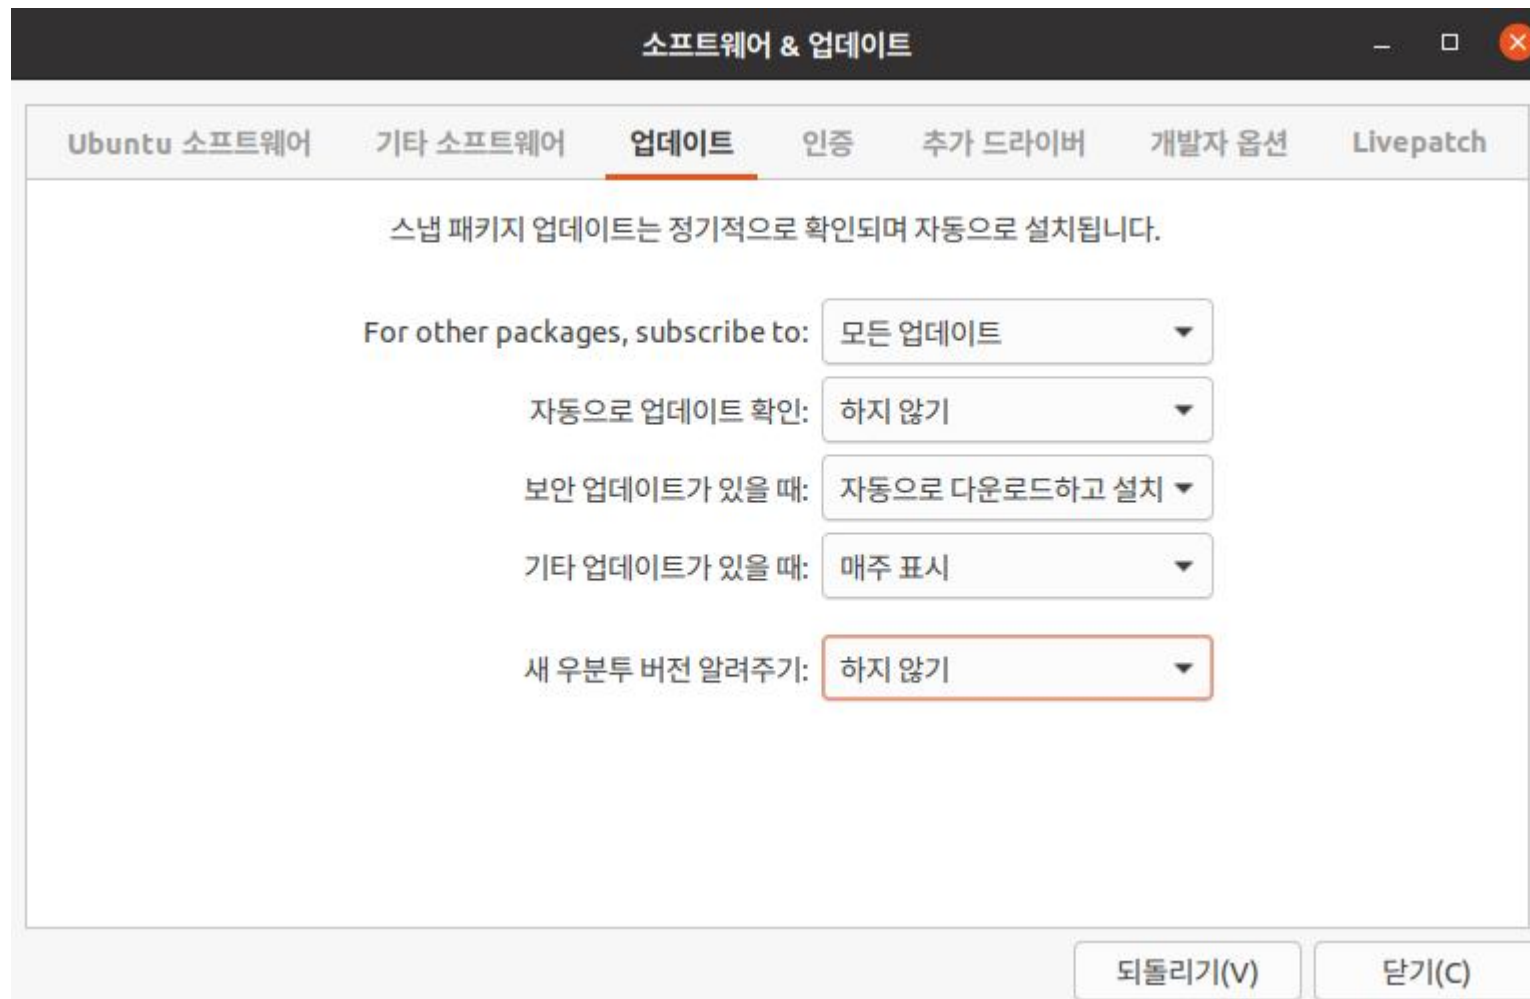 소프트웨어 & 업데이트
Ubuntu 소프트웨어 기타 소프트웨어 업데이트 인증 추가 드라이버 개발자 옵션 Livepatch
스냅 패키지 업데이트는 정기적으로 확인되며 자동으로 설치됩니다.
For other packages, subscribe to: 모든 업데이트
자동으로 업데이트 확인: 하지 않기
보안 업데이트가 있을 때: 자동으로 다운로드하고 설치
기타 업데이트가 있을 때: 매주 표시
새 우분투 버전 알려주기: 하지 않기
되돌리기(V) 닫기(C)